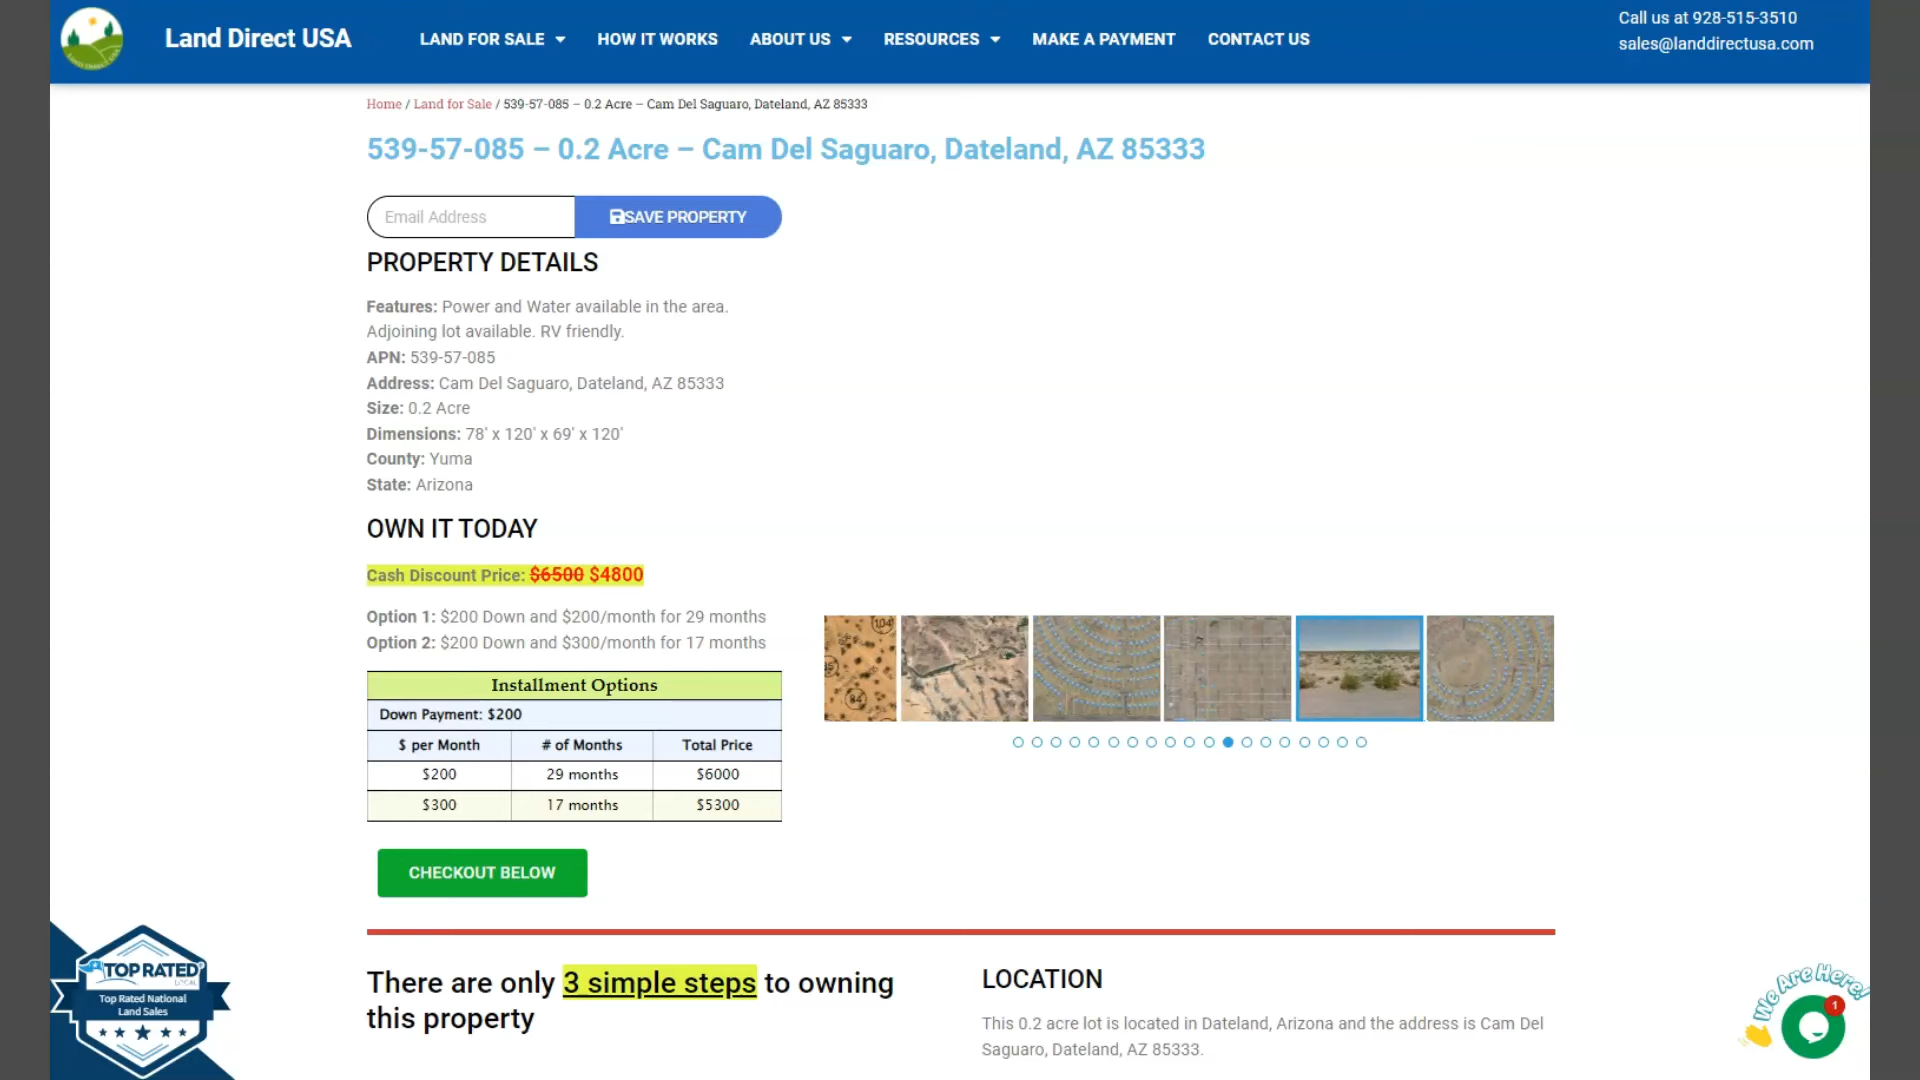 Land Direct USA
LAND FOR SALE
HOW IT WORKS
ABOUT US
RESOURCES
MAKE A PAYMENT
CONTACT US
Call us at 928-515-3510
sales@landdirectusa.com
Home / Land for Sale / 539-57-085 – 0.2 Acre – Cam Del Saguaro, Dateland, AZ 85333
539-57-085 – 0.2 Acre – Cam Del Saguaro, Dateland, AZ 85333
Email Address
SAVE PROPERTY
PROPERTY DETAILS
Features: Power and Water available in the area.
Adjoining lot available. RV friendly.
APN: 539-57-085
Address: Cam Del Saguaro, Dateland, AZ 85333
Size: 0.2 Acre
Dimensions: 78' x 120' x 69' x 120'
County: Yuma
State: Arizona
OWN IT TODAY
Cash Discount Price: $6500 $4800
Option 1: $200 Down and $200/month for 29 months
Option 2: $200 Down and $300/month for 17 months
Installment Options
Down Payment: $200
$ per Month # of Months Total Price
$200 29 months $6000
$300 17 months $5300
104
84
CHECKOUT BELOW
There are only 3 simple steps to owning
this property
LOCATION
This 0.2 acre lot is located in Dateland, Arizona and the address is Cam Del
Saguaro, Dateland, AZ 85333.
TOP RATED
LOCAL
Top Rated National
Land Sales
We Are Here!
1